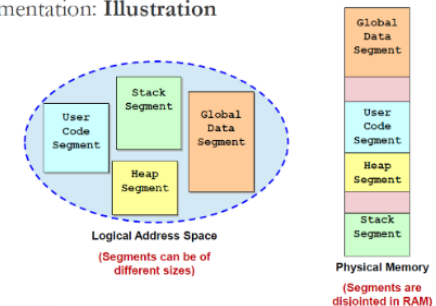 mentation: Illustration
User
Code
Segment
Stack
Segment
Heap
Segment
Global
Data
Segment
Logical Address Space
(Segments can be of
different sizes)
Global
Data
Segment
User
Code
Segment
Heap
Segment
Stack
Segment
Physical Memory
(Segments are
disjointed in RAM)